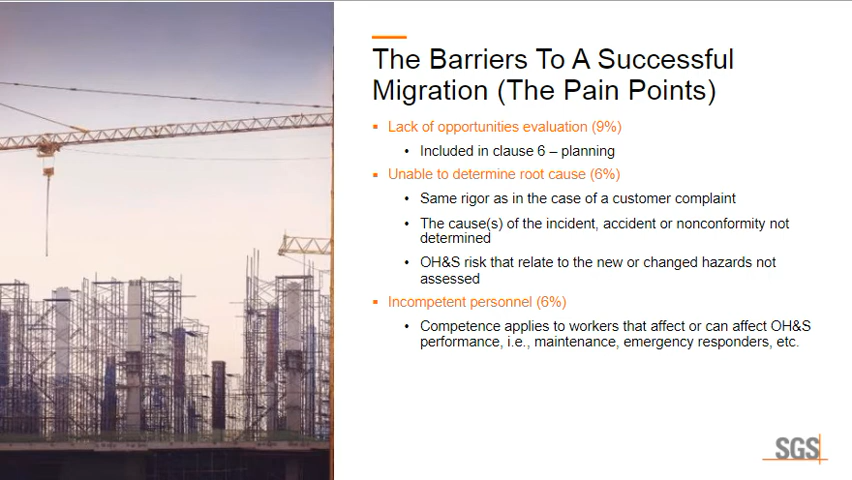 The Barriers To A Successful
Migration (The Pain Points)
▪ Lack of opportunities evaluation (9%)
• Included in clause 6 – planning
▪ Unable to determine root cause (6%)
• Same rigor as in the case of a customer complaint
• The cause(s) of the incident, accident or nonconformity not
determined
• OH&S risk that relate to the new or changed hazards not
assessed
▪ Incompetent personnel (6%)
• Competence applies to workers that affect or can affect OH&S
performance, i.e., maintenance, emergency responders, etc.
SGS